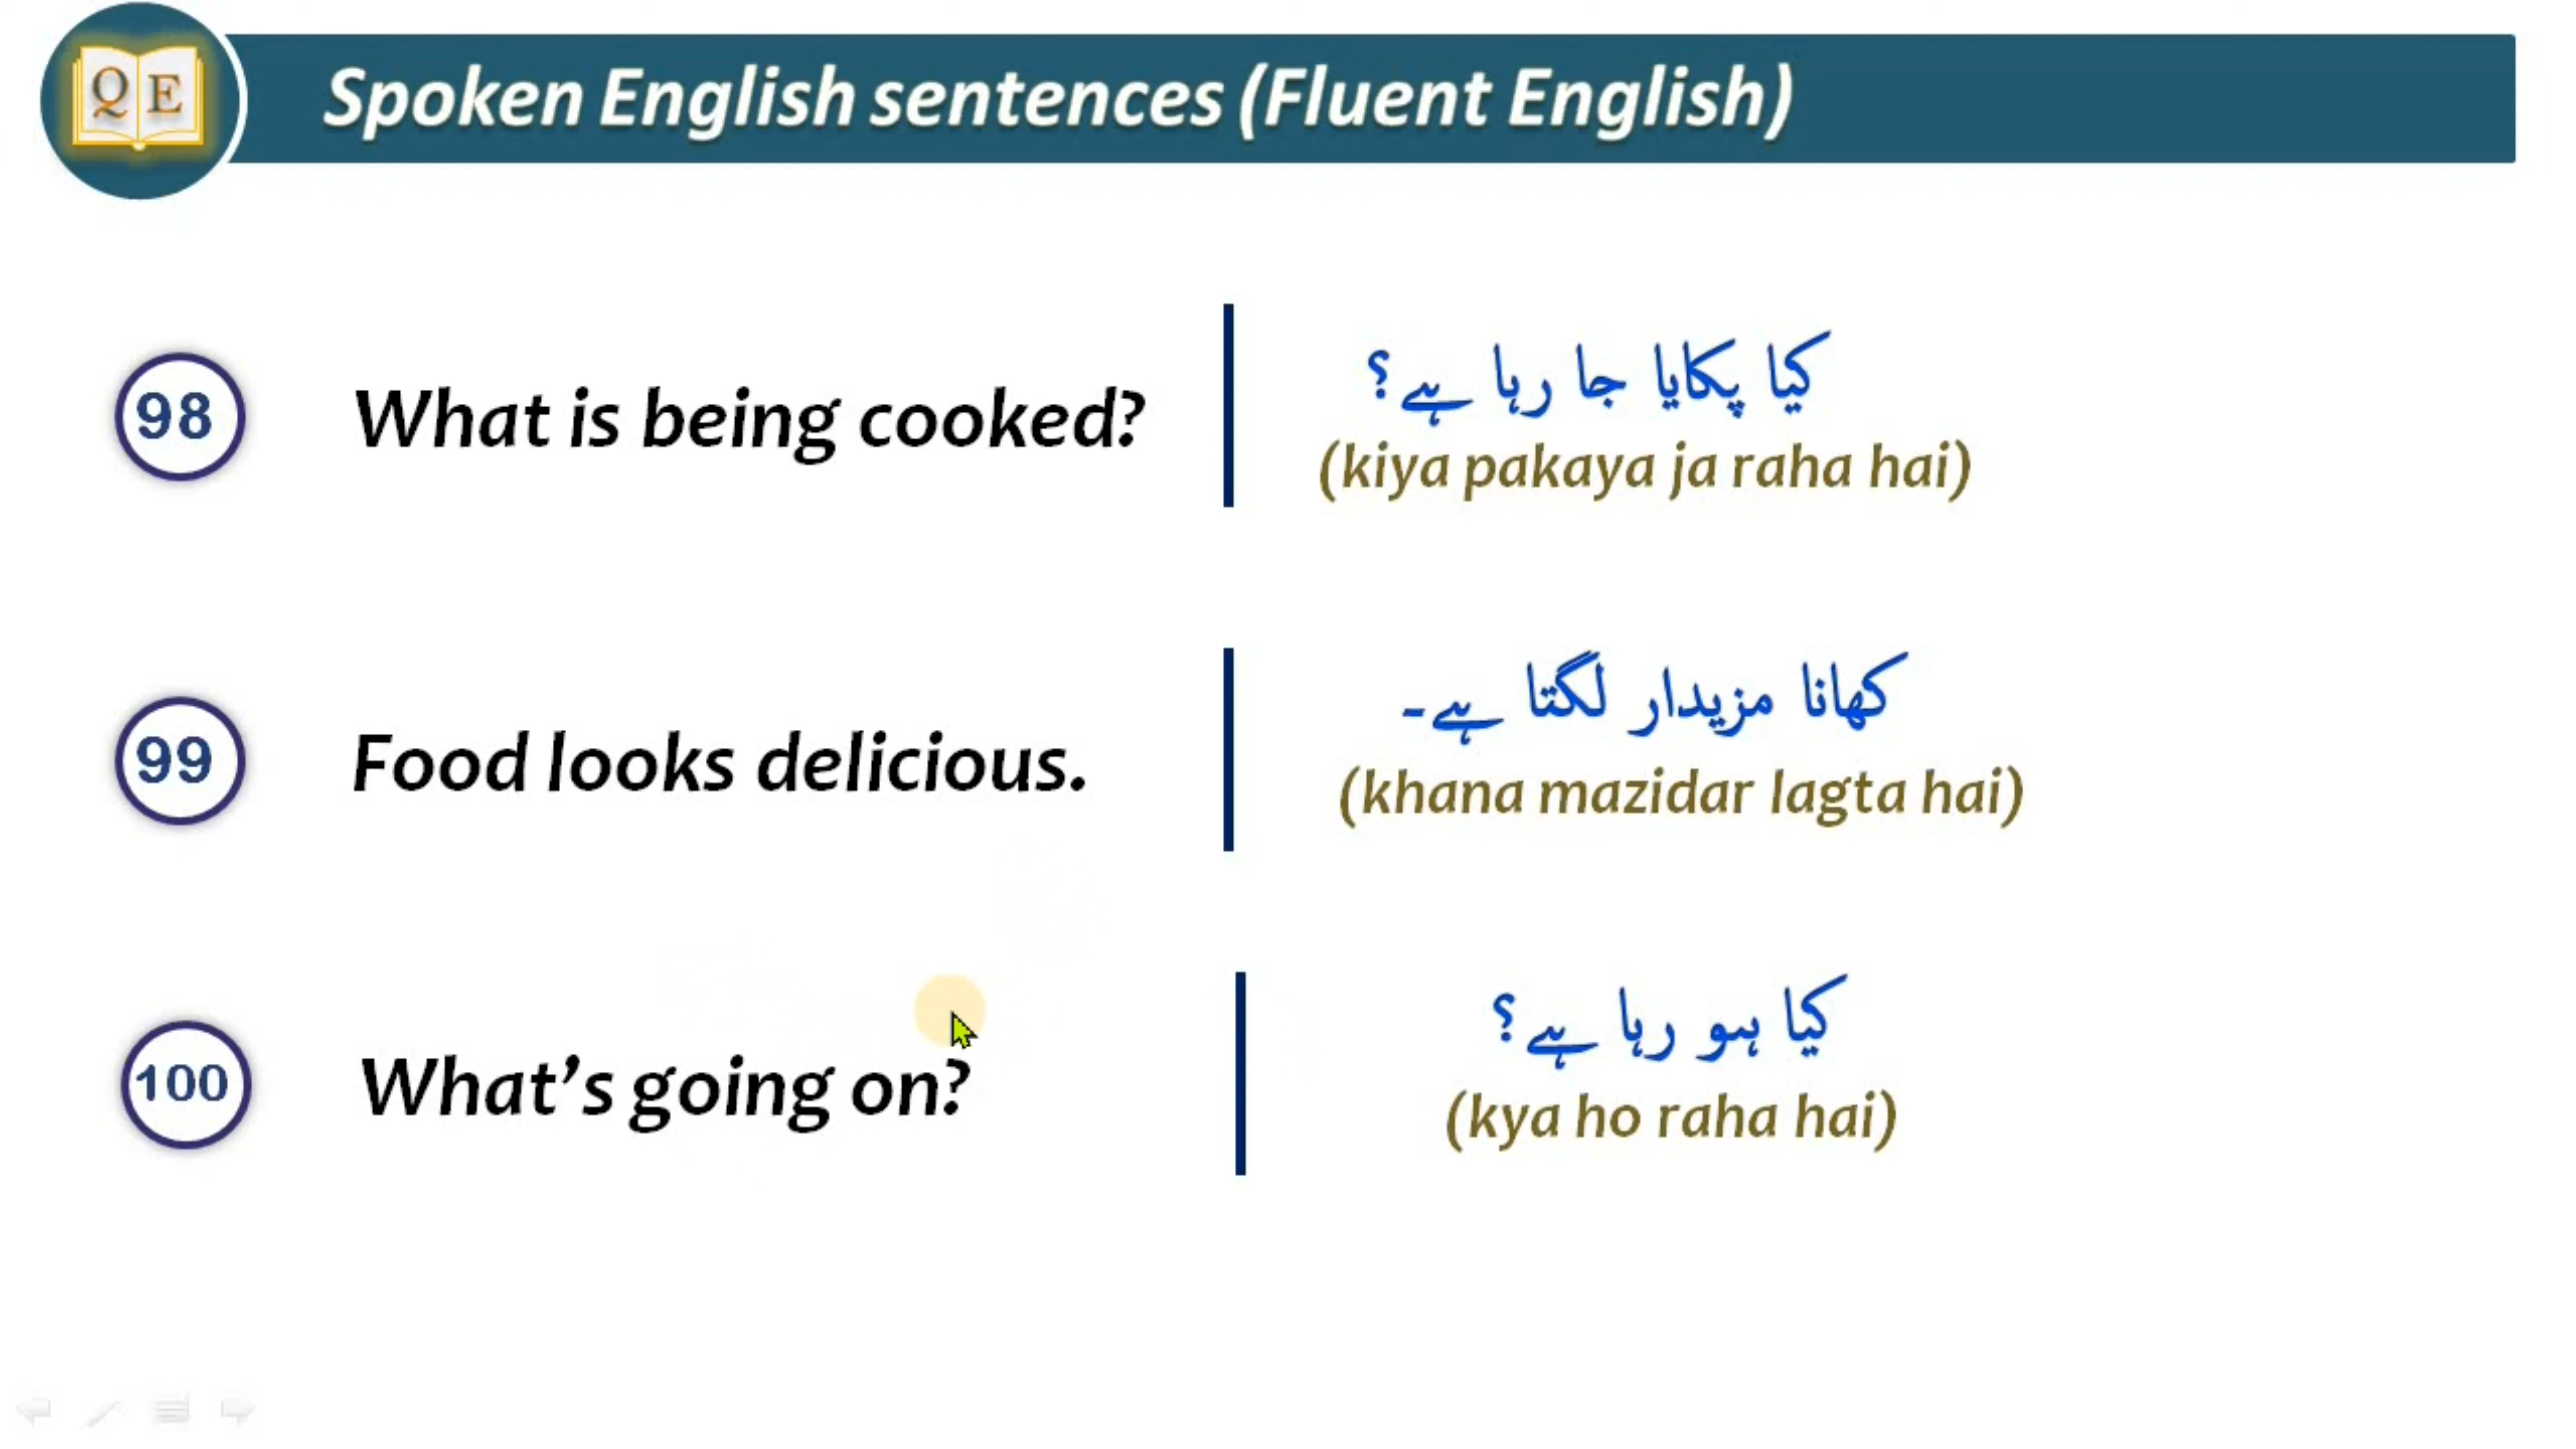 Q E
Spoken English sentences (Fluent English)
98
What is being cooked?
کیا پکایا جا رہا ہے؟
(kiya pakaya ja raha hai)
99
Food looks delicious.
کھانا مزیدار لگتا ہے۔
(khana mazidar lagta hai)
100
What’s going on?
کیا ہو رہا ہے؟
(kya ho raha hai)